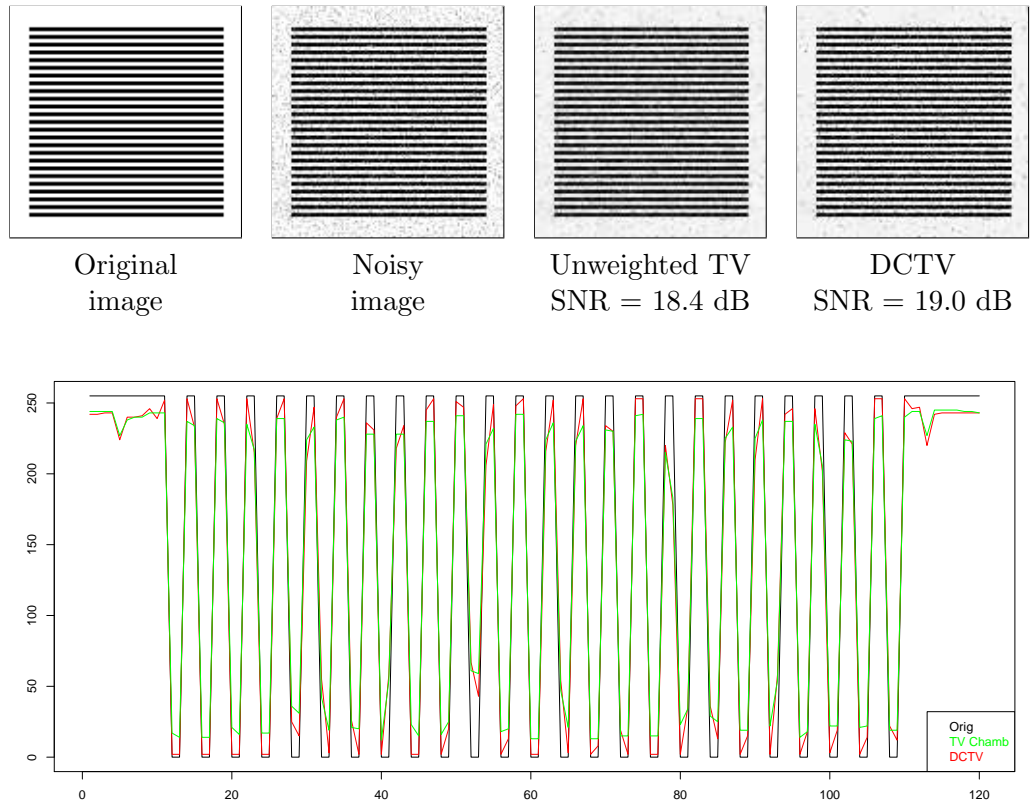 Original
image
Noisy
image
Unweighted TV
SNR = 18.4 dB
DCTV
SNR = 19.0 dB
250
200
150
100
50
0
Orig
TV Chamb
DCTV
0 20 40 60 80 100 120